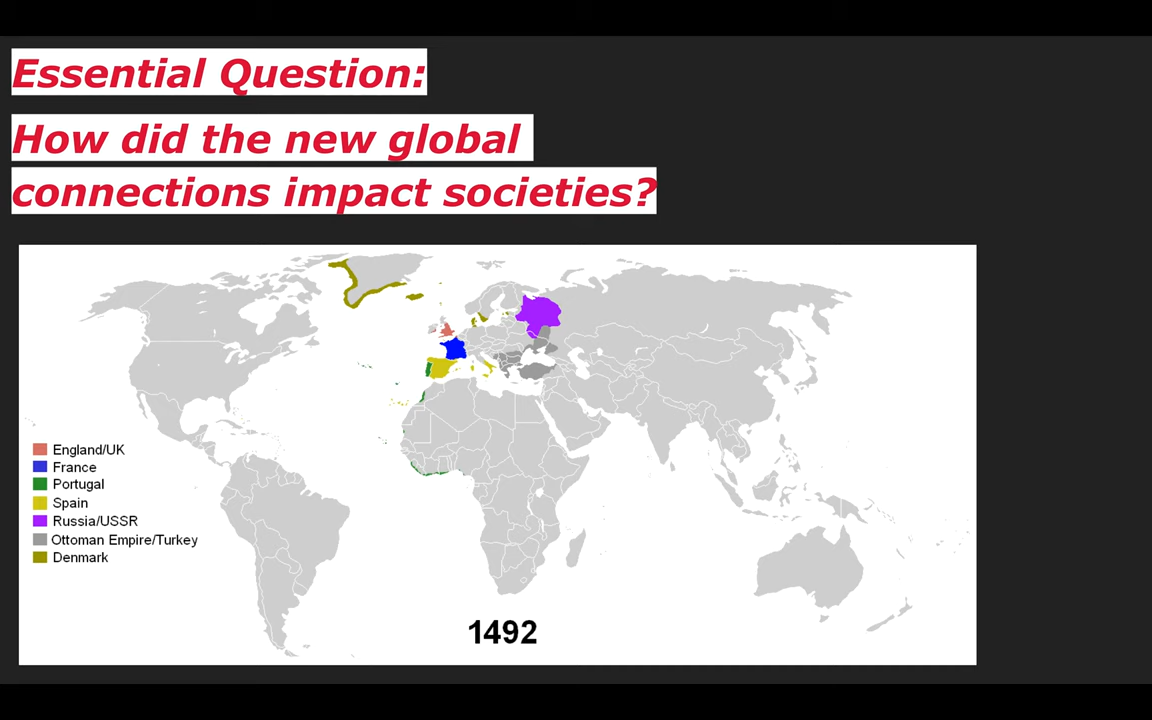 Essential Question:
How did the new global
connections impact societies?
England/UK
France
Portugal
Spain
Russia/USSR
Ottoman Empire/Turkey
Denmark
1492